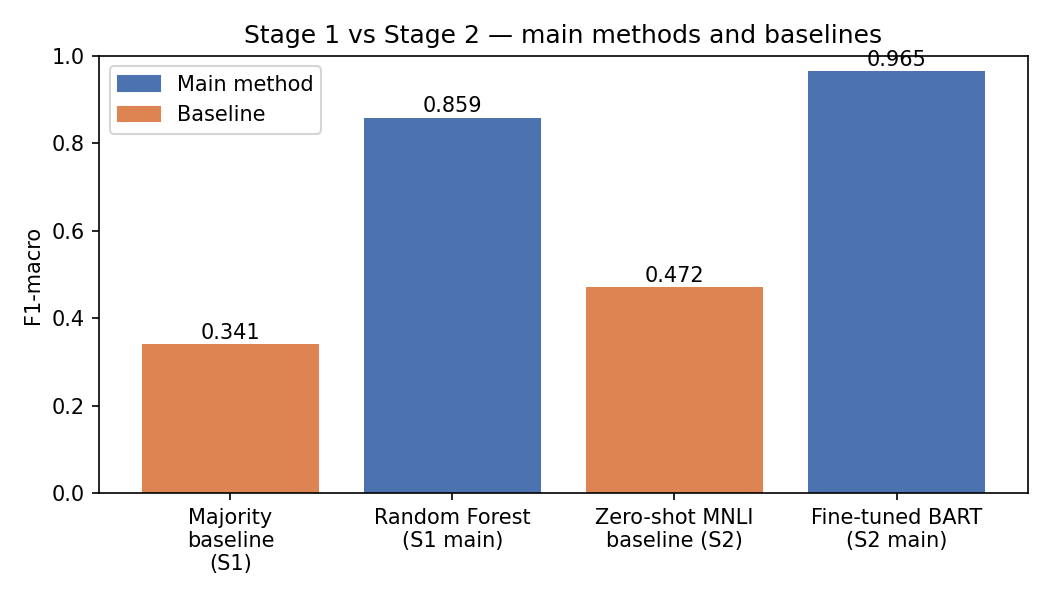 Stage 1 vs Stage 2 — main methods and baselines
Main method
Baseline
F1-macro
1.0
0.8
0.6
0.4
0.2
0.0
0.341
0.859
0.472
0.965
Majority
baseline
(S1)
Random Forest
(S1 main)
Zero-shot MNLI
baseline (S2)
Fine-tuned BART
(S2 main)